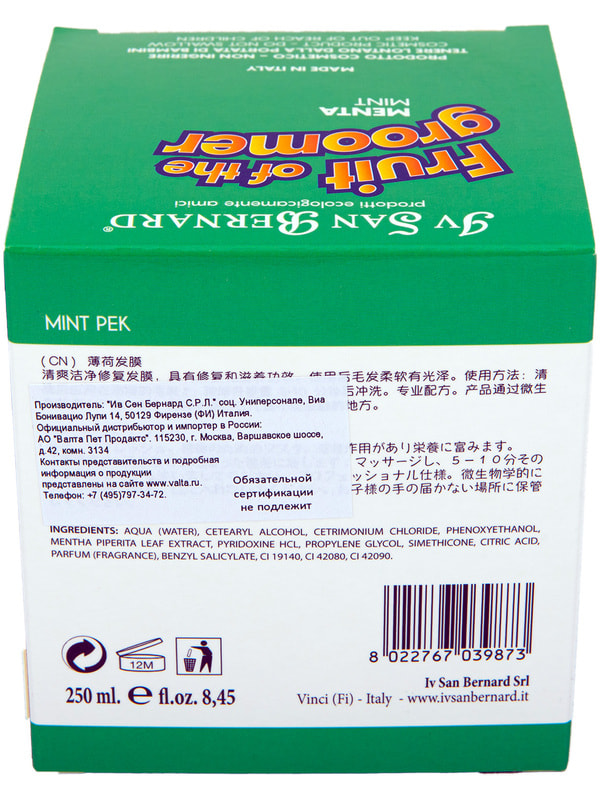 PRODOTTO COSMETICO – NON INGERIRE
TENERE LONTANO DALLA PORTATA DI BAMBINI
COSMETIC PRODUCT - DO NOT SWALLOW
KEEP OUT OF REACH OF CHILDREN
MADE IN ITALY
MENTA
MINT
Fruit of the
groomer
prodotti ecologicamente amici
IV SAN BERNARD®
MINT PEK
(CN) 薄荷发膜
清爽洁净修复发膜，具有修复和滋养功效，使用后毛发柔软有光泽。使用方法：清
后冲洗。专业配方。产品通过微生
地方。
作用があり栄養に富みます。
マッサージし、５－１０分その
ッショナル仕様。微生物学的に
子様の手の届かない場所に保管
Производитель: "Ив Сен Бернард С.Р.Л." соц. Униперсонале, Виа
Бонивацио Лупи 14, 50129 Фирензе (ФИ) Италия.
Официальный дистрибьютор и импортер в России:
АО "Валта Пет Продактс". 115230, г. Москва, Варшавское шоссе,
д.42, комн. 3134
Контакты представительств и подробная
информация о продукции
представлены на сайте www.valta.ru.
Телефон: +7 (495)797-34-72.
Обязательной
сертификации
не подлежит
INGREDIENTS: AQUA (WATER), CETEARYL ALCOHOL, CETRIMONIUM CHLORIDE, PHENOXYETHANOL,
MENTHA PIPERITA LEAF EXTRACT, PYRIDOXINE HCL, PROPYLENE GLYCOL, SIMETHICONE, CITRIC ACID,
PARFUM (FRAGRANCE), BENZYL SALICYLATE, CI 19140, CI 42080, CI 42090.
12M
8 022767 039873
250 ml. ℮ fl.oz. 8,45
Iv San Bernard Srl
Vinci (Fi) - Italy - www.ivsanbernard.it